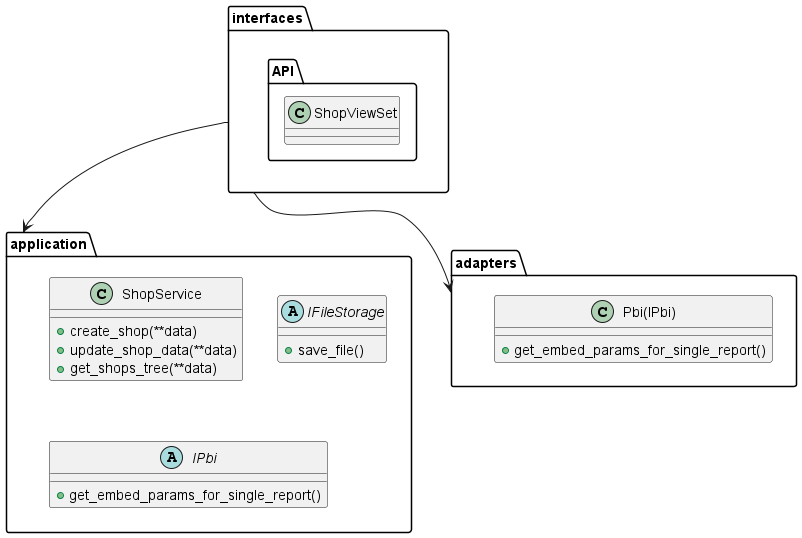 interfaces
API
C ShopViewSet
application
C ShopService
create_shop(**data)
update_shop_data(**data)
get_shops_tree(**data)
A IFileStorage
save_file()
A IPbi
get_embed_params_for_single_report()
adapters
C Pbi(IPbi)
get_embed_params_for_single_report()